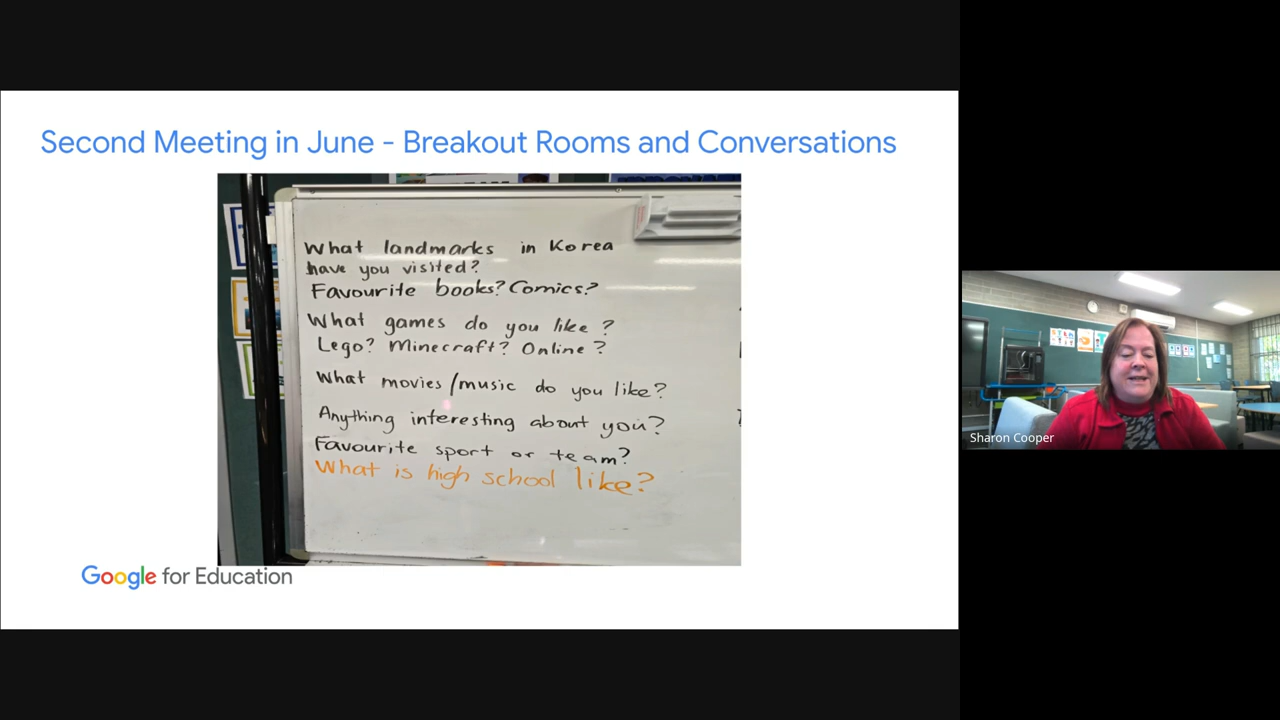 Second Meeting in June - Breakout Rooms and Conversations
What landmarks in Korea
have you visited?
Favourite books? Comics?
What games do you like?
Lego? Minecraft? Online?
What movies/music do you like?
Anything interesting about you?
Favourite sport or team?
What is high school like?
Google for Education
Sharon Cooper